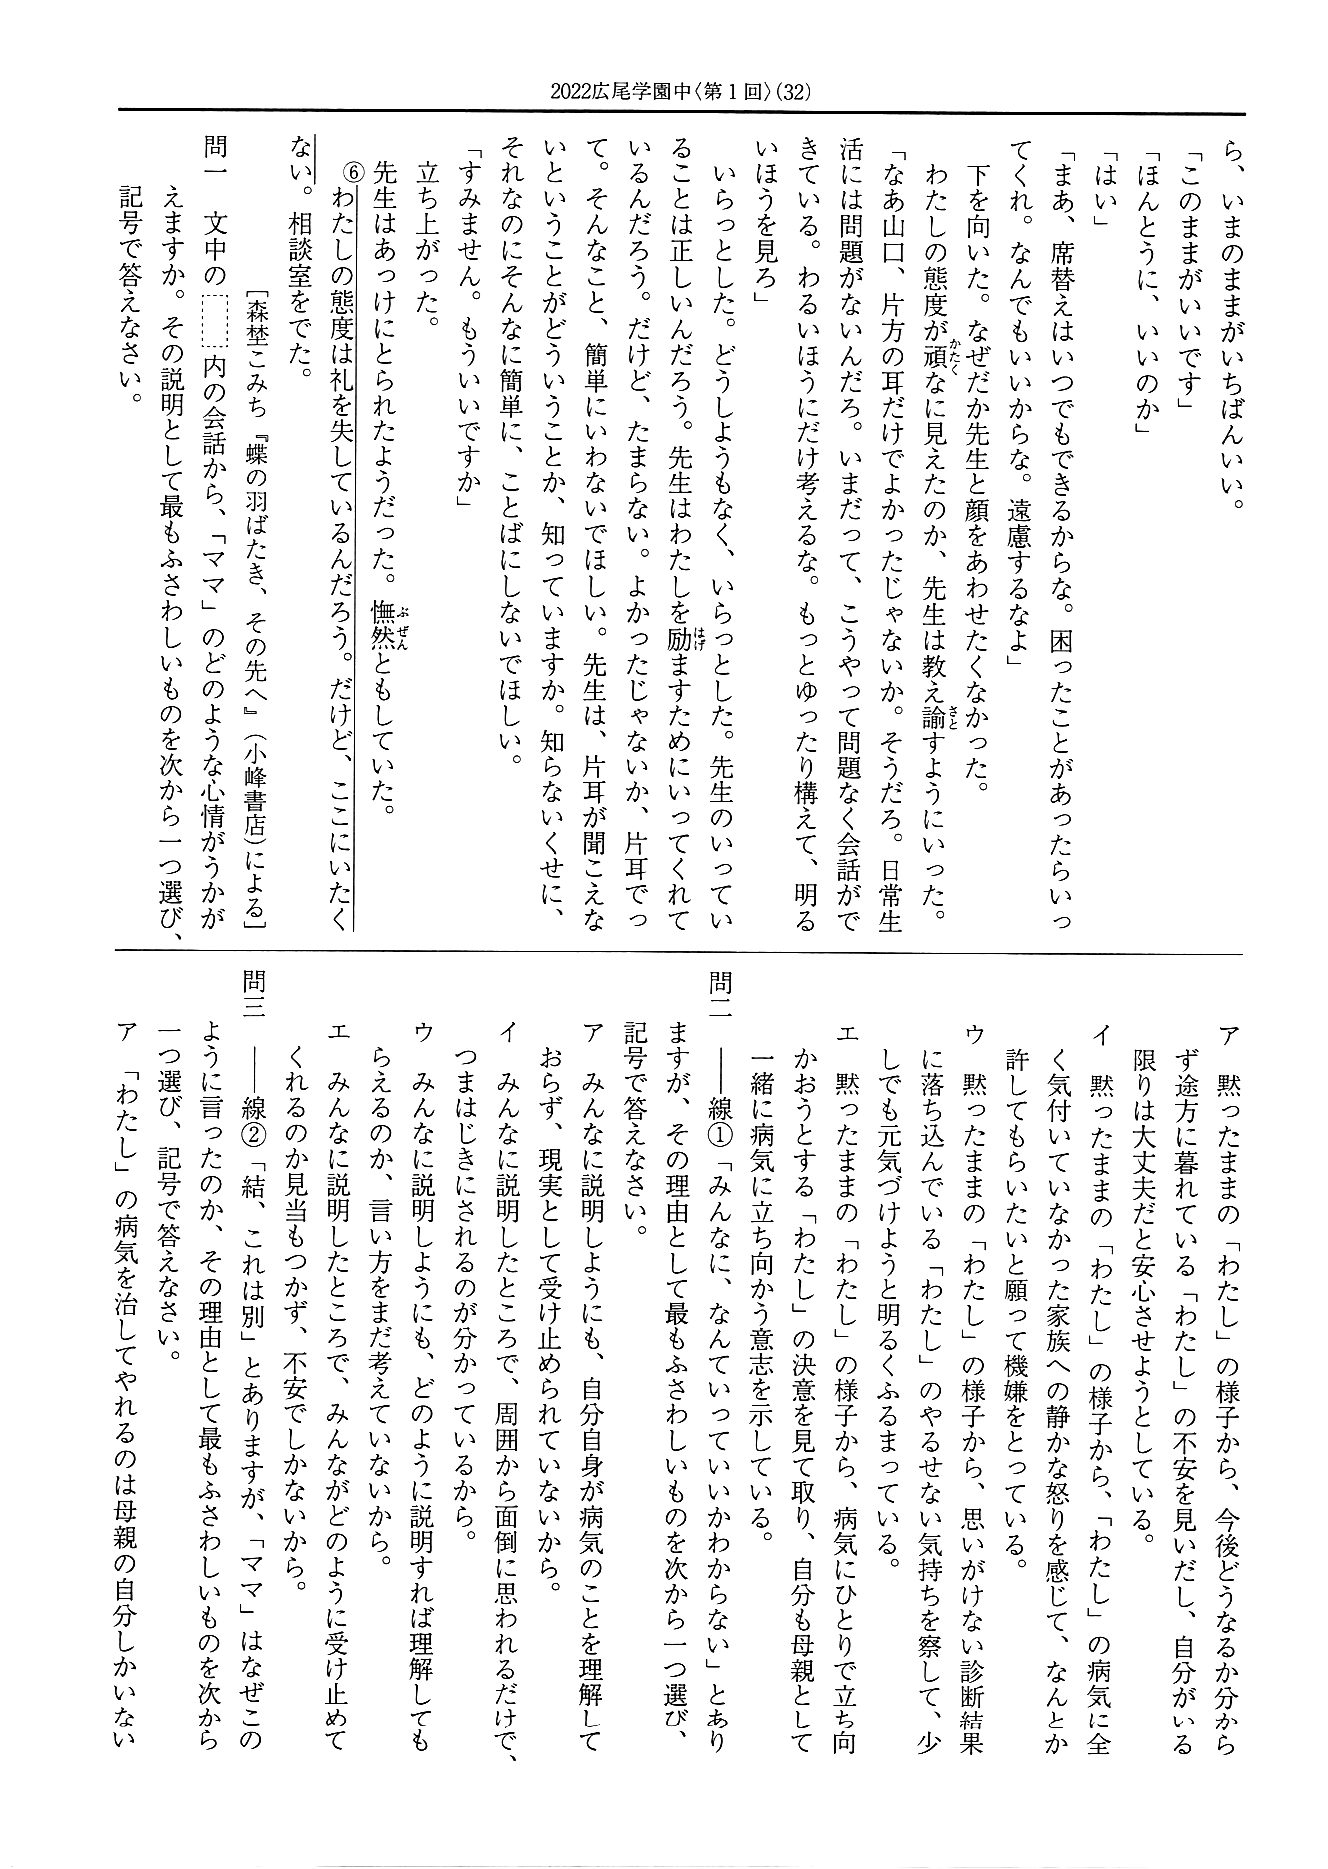 2022広尾学園中〈第1回〉(32)
ら、いまのままがいちばんいい。
「このままがいいです」
「ほんとうに、いいのか」
「はい」
「まあ、席替えはいつでもできるからな。困ったことがあったらいっ
てくれ。なんでもいいからな。遠慮するなよ」
下を向いた。なぜだか先生と顔をあわせたくなかった。
わたしの態度が頑なに見えたのか、先生は教え諭すようにいった。
「なあ山口、片方の耳だけでよかったじゃないか。そうだろ。日常生
活には問題がないんだろ。いまだって、こうやって問題なく会話がで
きている。わるいほうにだけ考えるな。もっとゆったり構えて、明る
いほうを見ろ」
いらっとした。どうしようもなく、いらっとした。先生のいってい
ることは正しいんだろう。先生はわたしを励ますためにいってくれて
いるんだろう。だけど、たまらない。よかったじゃないか、片耳でっ
て。そんなこと、簡単にいわないでほしい。先生は、片耳が聞こえな
いということがどういうことか、知っていますか。知らないくせに、
それなのにそんなに簡単に、ことばにしないでほしい。
「すみません。もういいですか」
立ち上がった。
先生はあっけにとられたようだった。憮然ともしていた。
⑥わたしの態度は礼を失しているんだろう。だけど、ここにいたく
ない。相談室をでた。
［森埜こみち『蝶の羽ばたき、その先へ』（小峰書店）による］
問一 文中の 内の会話から、「ママ」のどのような心情がうかが
えますか。その説明として最もふさわしいものを次から一つ選び、
記号で答えなさい。
ア 黙ったままの「わたし」の様子から、今後どうなるか分から
ず途方に暮れている「わたし」の不安を見いだし、自分がいる
限りは大丈夫だと安心させようとしている。
イ 黙ったままの「わたし」の様子から、「わたし」の病気に全
く気付いていなかった家族への静かな怒りを感じて、なんとか
許してもらいたいと願って機嫌をとっている。
ウ 黙ったままの「わたし」の様子から、思いがけない診断結果
に落ち込んでいる「わたし」のやるせない気持ちを察して、少
しでも元気づけようと明るくふるまっている。
エ 黙ったままの「わたし」の様子から、病気にひとりで立ち向
かおうとする「わたし」の決意を見て取り、自分も母親として
一緒に病気に立ち向かう意志を示している。
問二 ――線①「みんなに、なんていっていいかわからない」とあり
ますが、その理由として最もふさわしいものを次から一つ選び、
記号で答えなさい。
ア みんなに説明しようにも、自分自身が病気のことを理解して
おらず、現実として受け止められていないから。
イ みんなに説明したところで、周囲から面倒に思われるだけで、
つまはじきにされるのが分かっているから。
ウ みんなに説明しようにも、どのように説明すれば理解しても
らえるのか、言い方をまだ考えていないから。
エ みんなに説明したところで、みんながどのように受け止めて
くれるのか見当もつかず、不安でしかないから。
問三 ――線②「結、これは別」とありますが、「ママ」はなぜこの
ように言ったのか、その理由として最もふさわしいものを次から
一つ選び、記号で答えなさい。
ア 「わたし」の病気を治してやれるのは母親の自分しかいない